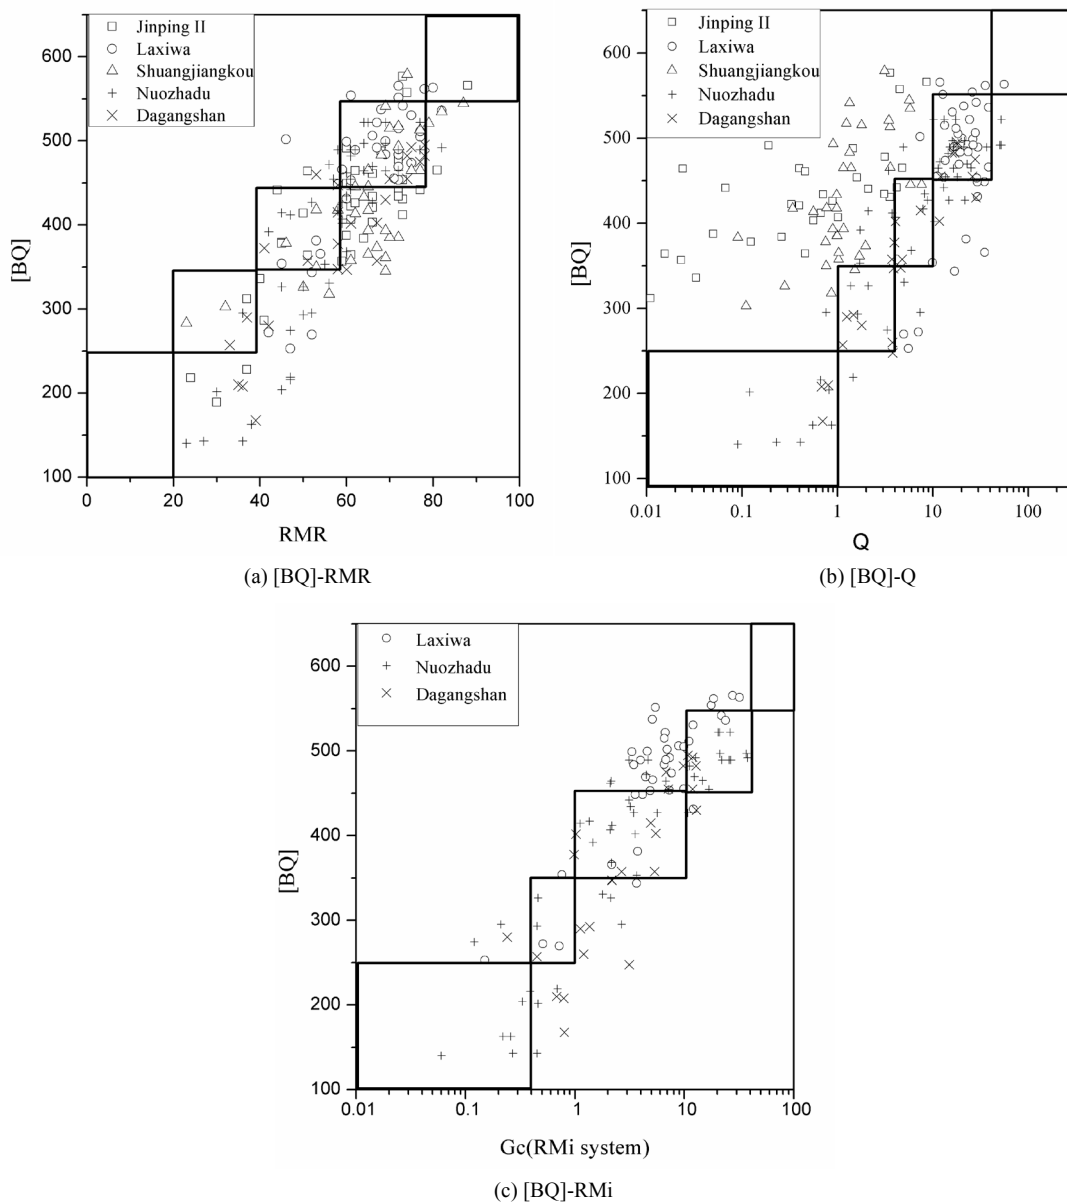 Jinping II
Laxiwa
Shuangjiangkou
Nuozhadu
Dagangshan
600
500
400
300
200
100
[BQ]
0 20 40 60 80 100
RMR
(a) [BQ]-RMR
Jinping II
Laxiwa
Shuangjiangkou
Nuozhadu
Dagangshan
600
500
400
300
200
100
[BQ]
0.01 0.1 1 10 100
Q
(b) [BQ]-Q
Laxiwa
Nuozhadu
Dagangshan
600
500
400
300
200
100
[BQ]
0.01 0.1 1 10 100
Gc(RMi system)
(c) [BQ]-RMi